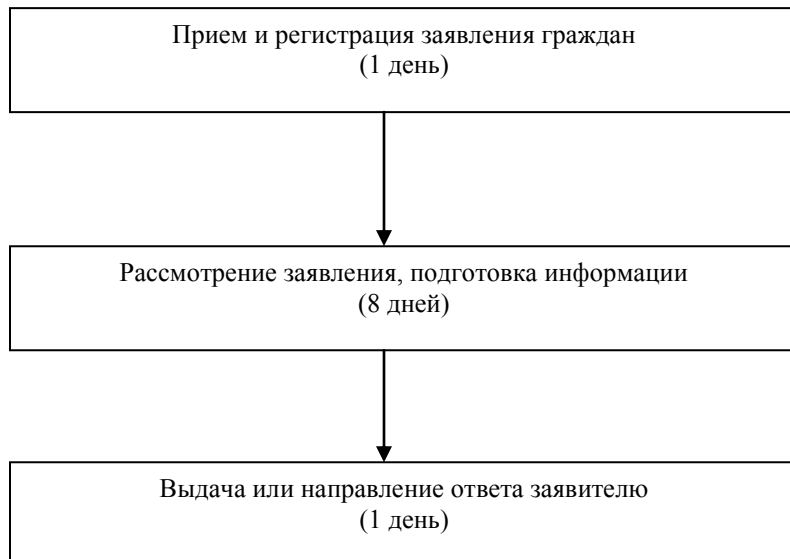 Прием и регистрация заявления граждан
(1 день)
Рассмотрение заявления, подготовка информации
(8 дней)
Выдача или направление ответа заявителю
(1 день)